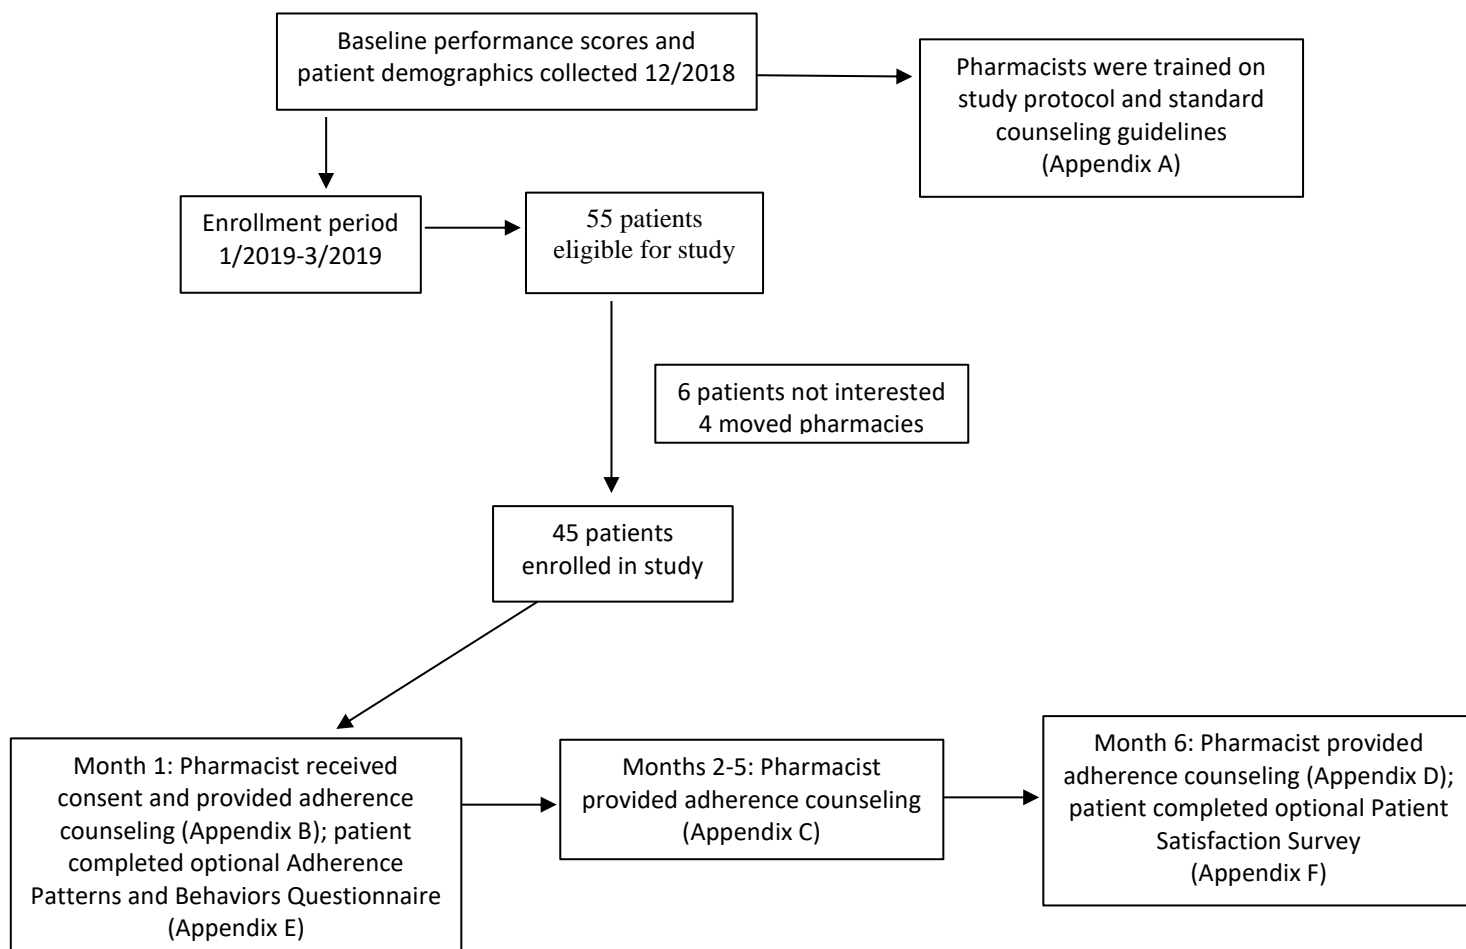 Baseline performance scores and
patient demographics collected 12/2018
Pharmacists were trained on
study protocol and standard
counseling guidelines
(Appendix A)
Enrollment period
1/2019-3/2019
55 patients
eligible for study
6 patients not interested
4 moved pharmacies
45 patients
enrolled in study
Month 1: Pharmacist received
consent and provided adherence
counseling (Appendix B); patient
completed optional Adherence
Patterns and Behaviors Questionnaire
(Appendix E)
Months 2-5: Pharmacist
provided adherence counseling
(Appendix C)
Month 6: Pharmacist provided
adherence counseling (Appendix D);
patient completed optional Patient
Satisfaction Survey
(Appendix F)